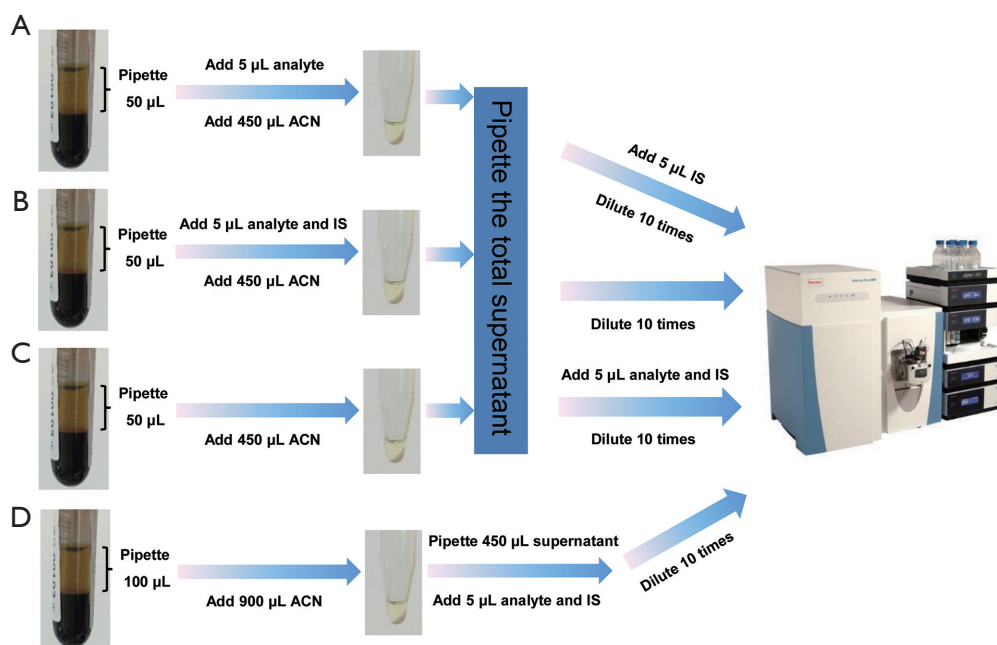 A
Pipette
50 µL
Add 5 µL analyte
Add 450 µL ACN
Pipette the total supernatant
Add 5 µL IS
Dilute 10 times
B
Pipette
50 µL
Add 5 µL analyte and IS
Add 450 µL ACN
Dilute 10 times
C
Pipette
50 µL
Add 450 µL ACN
Add 5 µL analyte and IS
Dilute 10 times
D
Pipette
100 µL
Add 900 µL ACN
Pipette 450 µL supernatant
Add 5 µL analyte and IS
Dilute 10 times